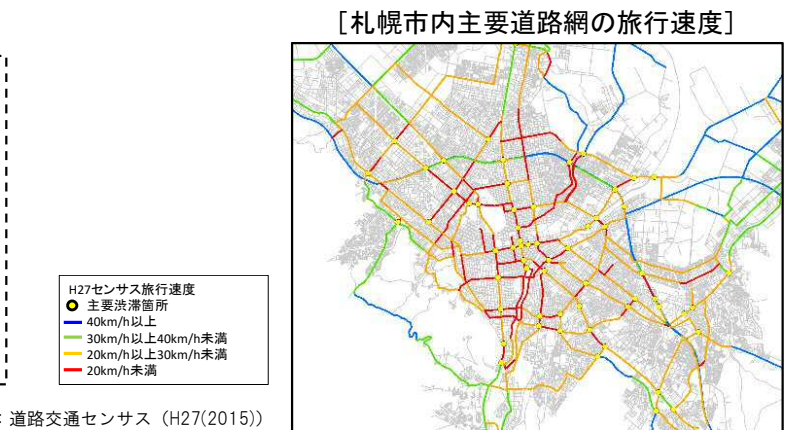 [札幌市内主要道路網の旅行速度]
H27センサス旅行速度
主要渋滞箇所
40km/h以上
30km/h以上40km/h未満
20km/h以上30km/h未満
20km/h未満
：道路交通センサス（H27(2015)）